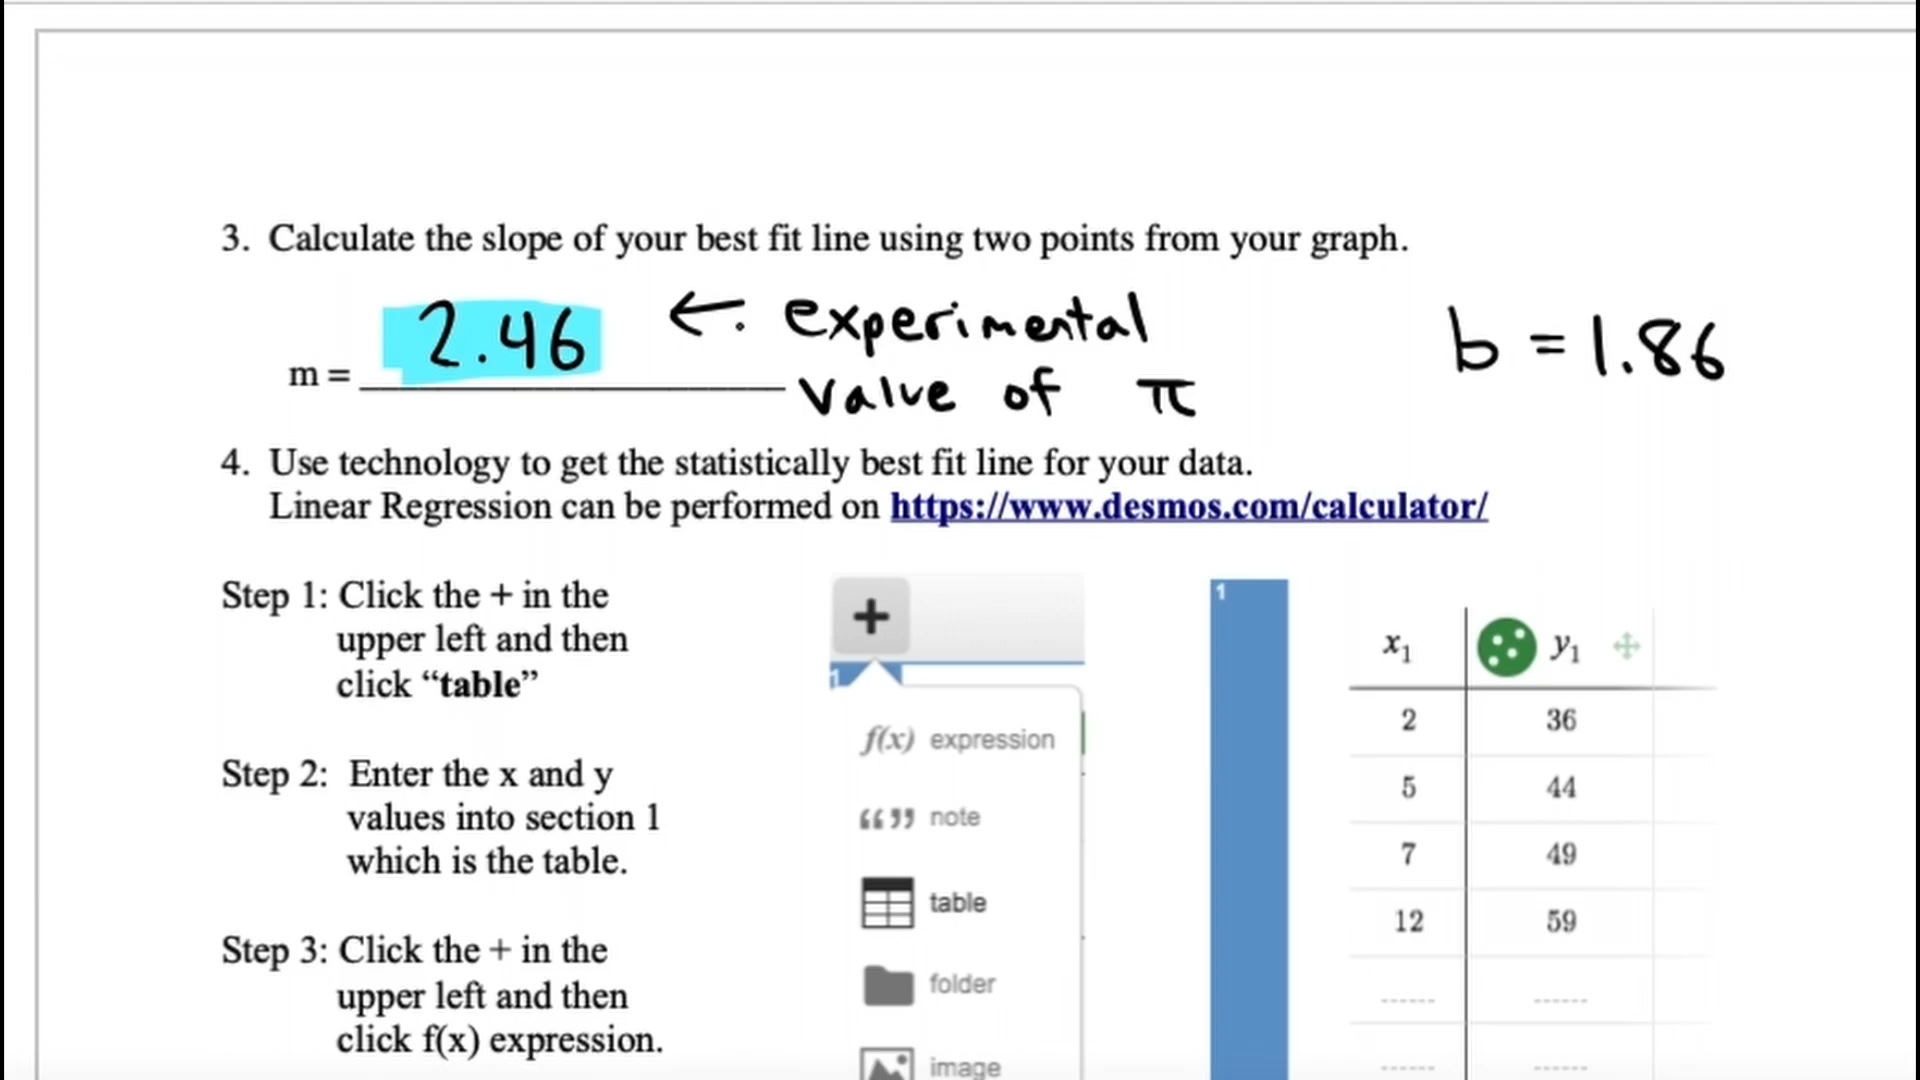 3. Calculate the slope of your best fit line using two points from your graph.
m = 2.46 ← experimental value of π
b = 1.86
4. Use technology to get the statistically best fit line for your data.
Linear Regression can be performed on https://www.desmos.com/calculator/
Step 1: Click the + in the
upper left and then
click “table”
Step 2: Enter the x and y
values into section 1
which is the table.
Step 3: Click the + in the
upper left and then
click f(x) expression.
+
1
f(x) expression
“” note
table
folder
image
1
x1 y1
2 36
5 44
7 49
12 59